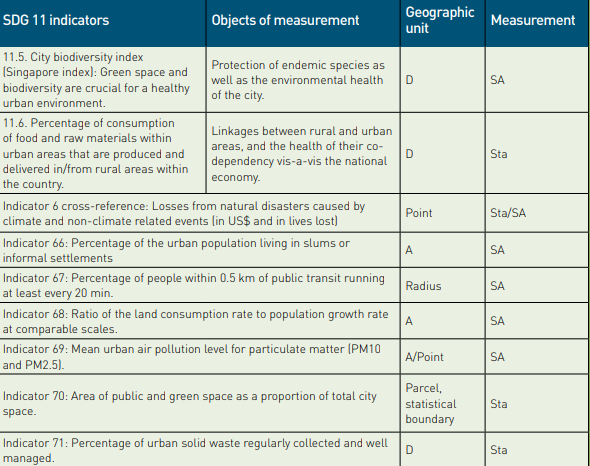 SDG 11 indicators
Objects of measurement
Geographic
unit
Measurement
11.5. City biodiversity index
(Singapore index): Green space and
biodiversity are crucial for a healthy
urban environment.
Protection of endemic species as
well as the environmental health
of the city.
D
SA
11.6. Percentage of consumption
of food and raw materials within
urban areas that are produced and
delivered in/from rural areas within
the country.
Linkages between rural and urban
areas, and the health of their co-
dependency vis-a-vis the national
economy.
D
Sta
Indicator 6 cross-reference: Losses from natural disasters caused by
climate and non-climate related events (in US$ and in lives lost)
Point
Sta/SA
Indicator 66: Percentage of the urban population living in slums or
informal settlements
A
SA
Indicator 67: Percentage of people within 0.5 km of public transit running
at least every 20 min.
Radius
SA
Indicator 68: Ratio of the land consumption rate to population growth rate
at comparable scales.
A
SA
Indicator 69: Mean urban air pollution level for particulate matter (PM10
and PM2.5).
A/Point
SA
Indicator 70: Area of public and green space as a proportion of total city
space.
Parcel,
statistical
boundary
Sta
Indicator 71: Percentage of urban solid waste regularly collected and well
managed.
D
Sta